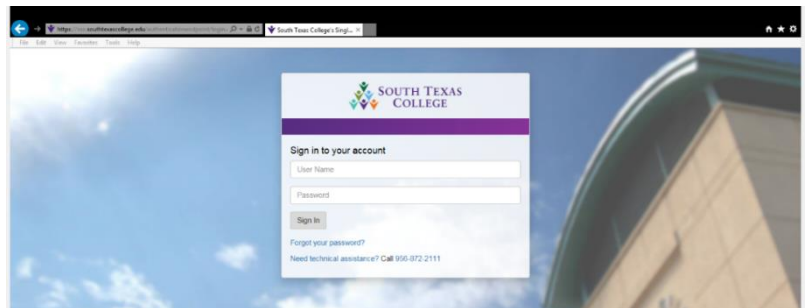 South Texas College's Singl...
File Edit View Favorites Tools Help
SOUTH TEXAS
COLLEGE
Sign in to your account
User Name
Password
Sign In
Forgot your password?
Need technical assistance? Call 956-872-2111